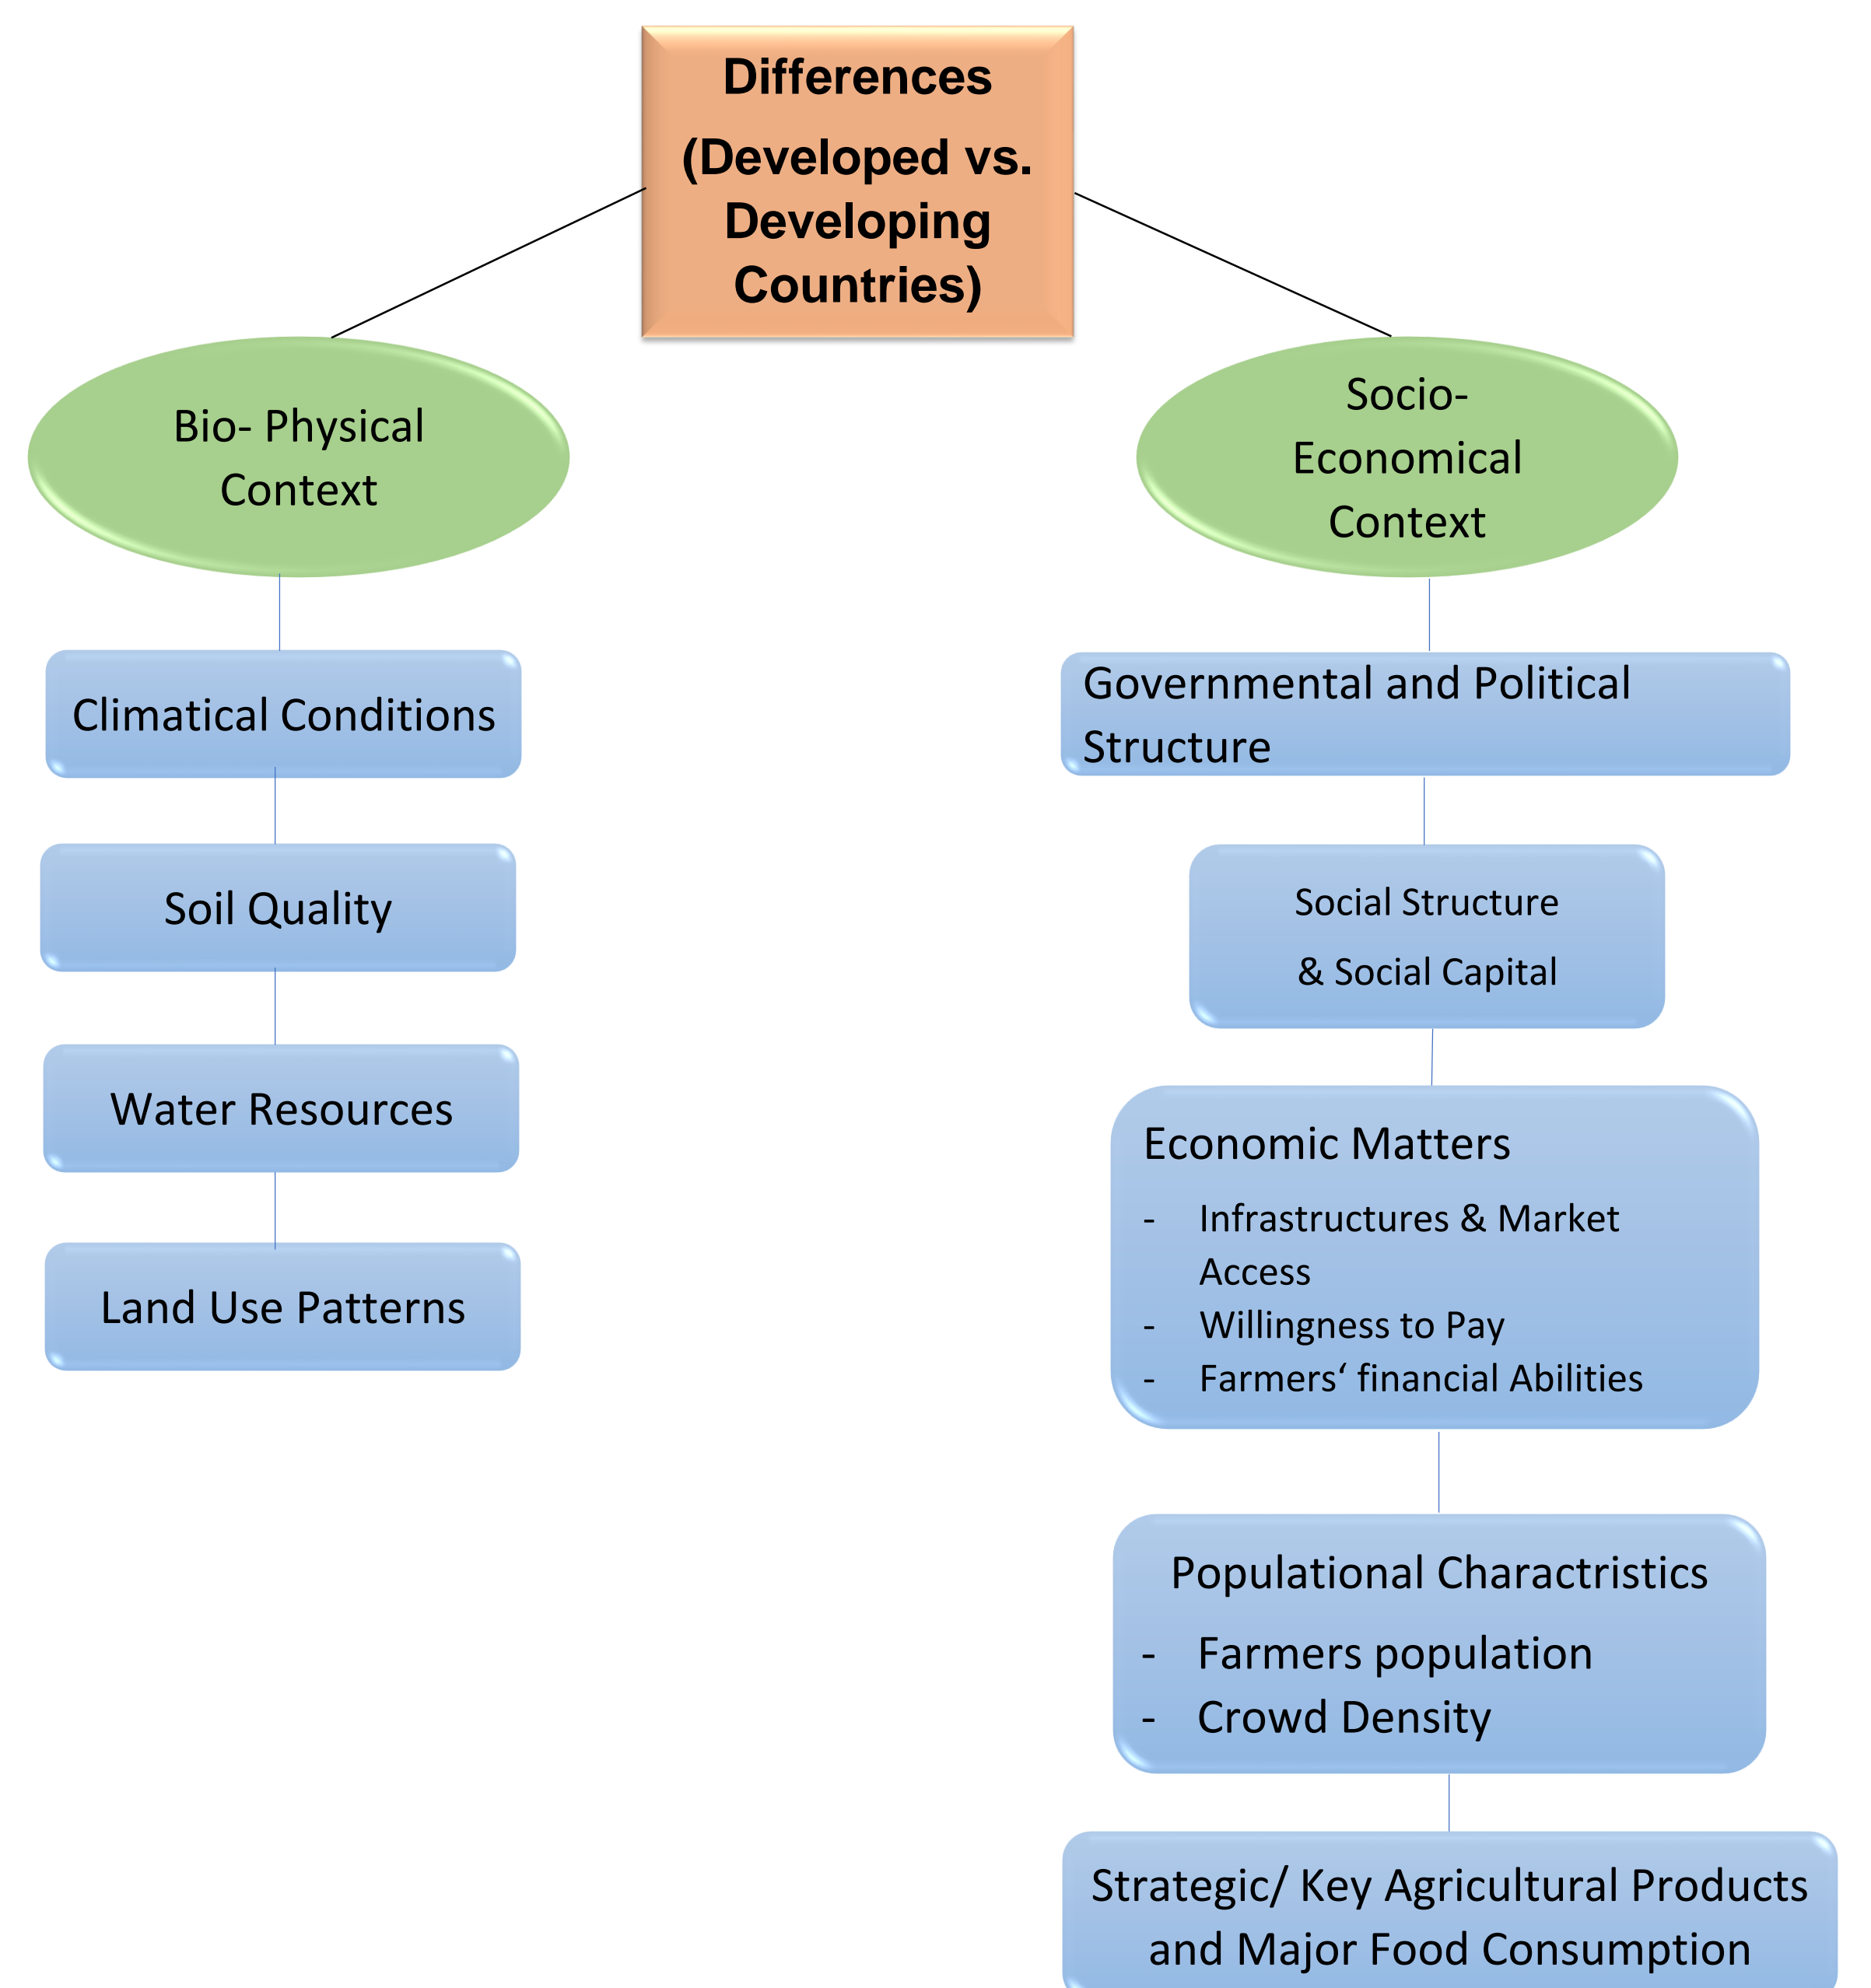 Differences
(Developed vs.
Developing
Countries)
Bio- Physical
Context
Climatical Conditions
Soil Quality
Water Resources
Land Use Patterns
Socio-
Economical
Context
Governmental and Political
Structure
Social Structure
& Social Capital
Economic Matters
- Infrastructures & Market
Access
- Willingness to Pay
- Farmers‘ financial Abilities
Populational Charactristics
- Farmers population
- Crowd Density
Strategic/ Key Agricultural Products
and Major Food Consumption